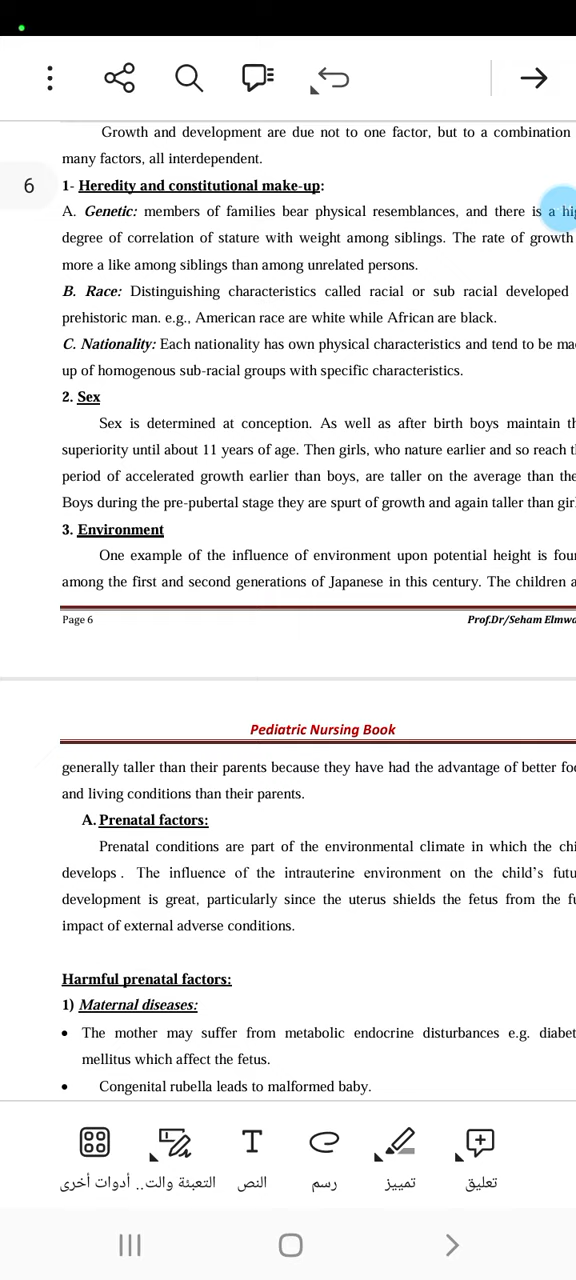 Growth and development are due not to one factor, but to a combination
many factors, all interdependent.
6
1- Heredity and constitutional make-up:
A. Genetic: members of families bear physical resemblances, and there is a hig
degree of correlation of stature with weight among siblings. The rate of growth
more a like among siblings than among unrelated persons.
B. Race: Distinguishing characteristics called racial or sub racial developed
prehistoric man. e.g., American race are white while African are black.
C. Nationality: Each nationality has own physical characteristics and tend to be ma
up of homogenous sub-racial groups with specific characteristics.
2. Sex
Sex is determined at conception. As well as after birth boys maintain th
superiority until about 11 years of age. Then girls, who nature earlier and so reach t
period of accelerated growth earlier than boys, are taller on the average than the
Boys during the pre-pubertal stage they are spurt of growth and again taller than gir
3. Environment
One example of the influence of environment upon potential height is four
among the first and second generations of Japanese in this century. The children a
Page 6
Prof.Dr/Seham Elmwa
Pediatric Nursing Book
generally taller than their parents because they have had the advantage of better foo
and living conditions than their parents.
A. Prenatal factors:
Prenatal conditions are part of the environmental climate in which the chi
develops . The influence of the intrauterine environment on the child's futu
development is great, particularly since the uterus shields the fetus from the fu
impact of external adverse conditions.
Harmful prenatal factors:
1) Maternal diseases:
• The mother may suffer from metabolic endocrine disturbances e.g. diabet
mellitus which affect the fetus.
• Congenital rubella leads to malformed baby.
تعليق
تمييز
رسم
النص
التعبئة والت..
أدوات أخرى